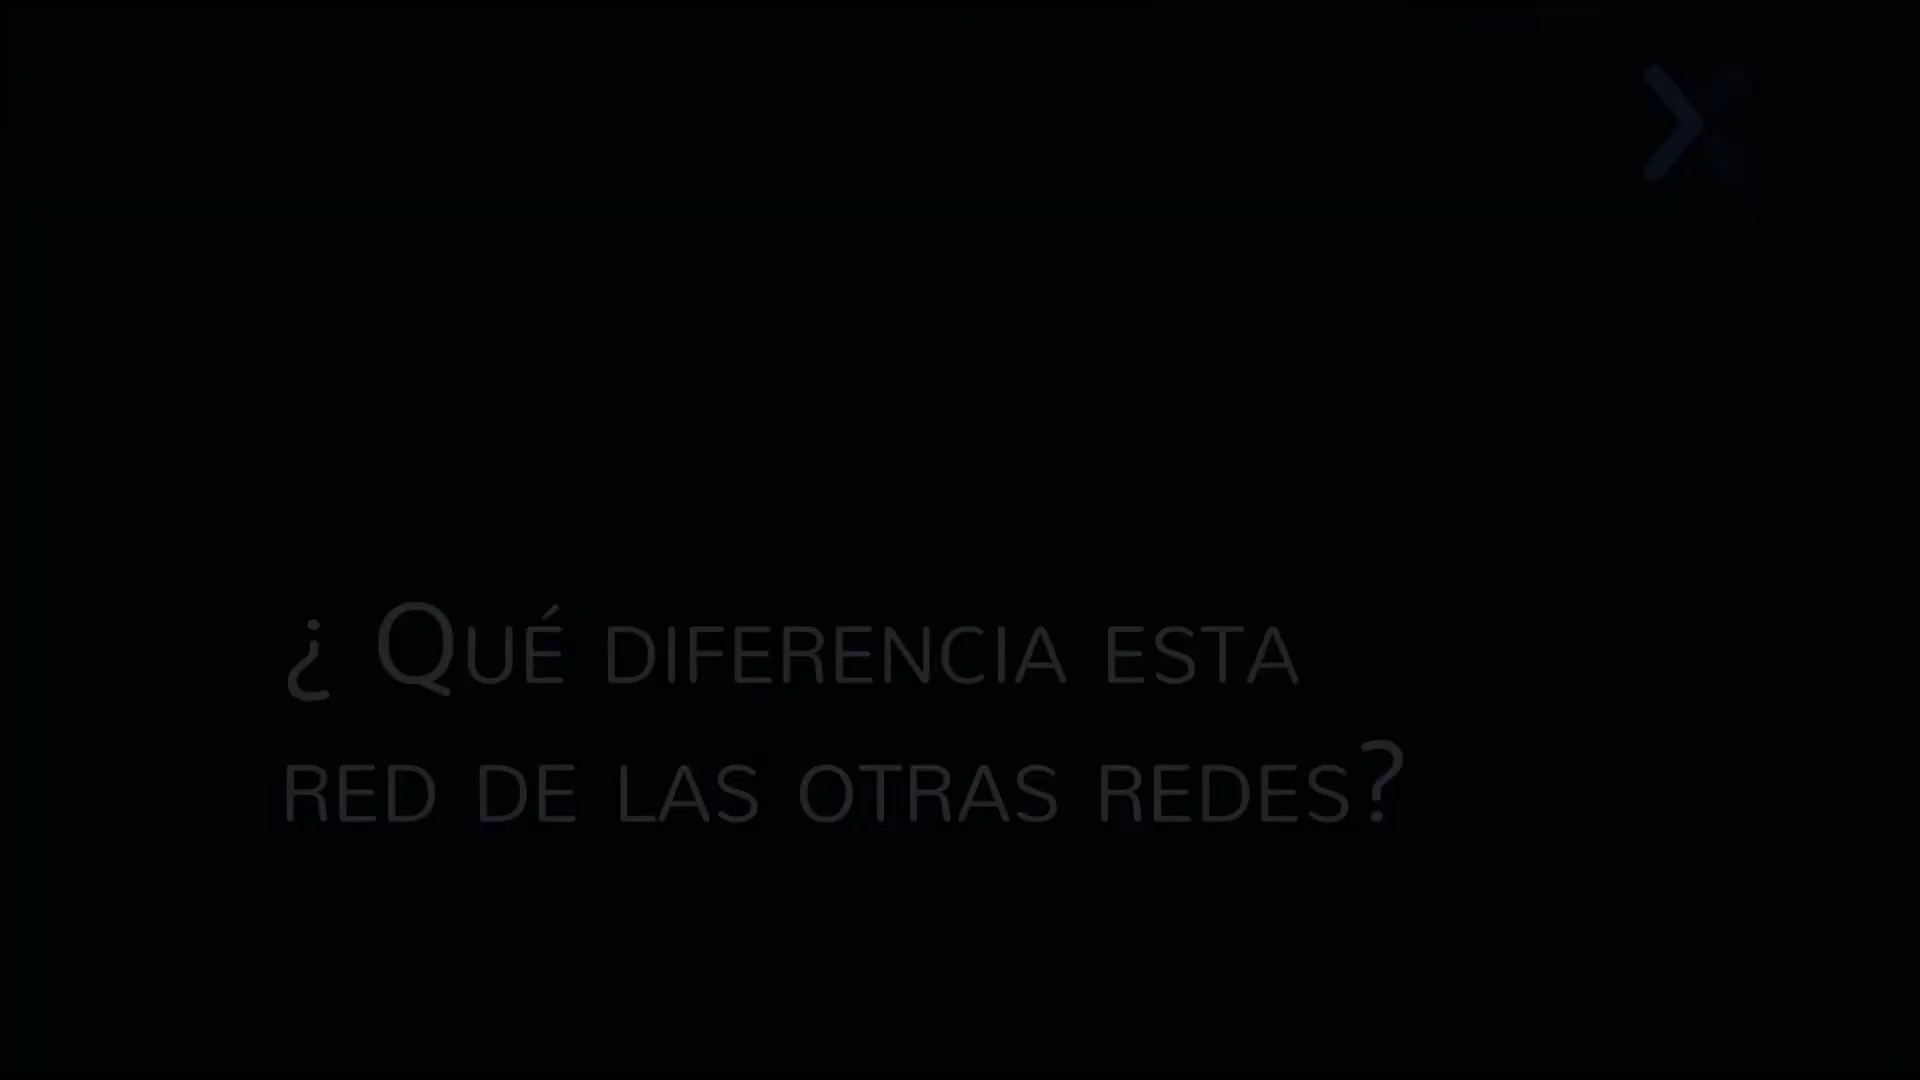 ¿ Qué diferencia esta
red de las otras redes?